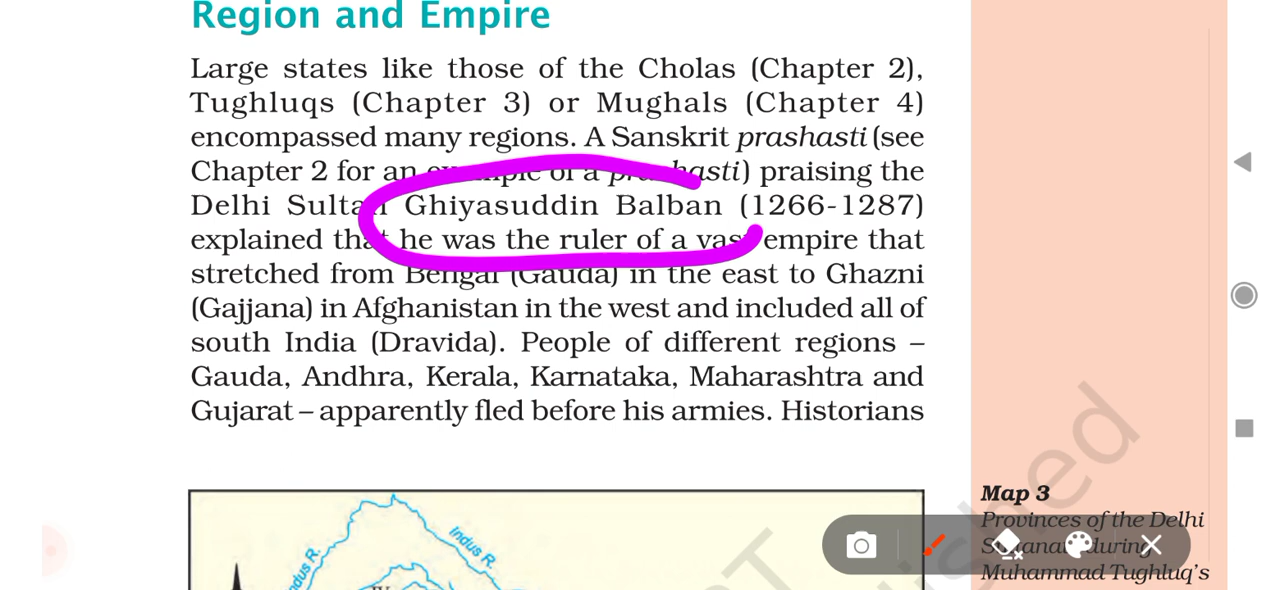 Region and Empire
Large states like those of the Cholas (Chapter 2),
Tughluqs (Chapter 3) or Mughals (Chapter 4)
encompassed many regions. A Sanskrit prashasti (see
Chapter 2 for an example of a prashasti) praising the
Delhi Sultan Ghiyasuddin Balban (1266-1287)
explained that he was the ruler of a vast empire that
stretched from Bengal (Gauda) in the east to Ghazni
(Gajjana) in Afghanistan in the west and included all of
south India (Dravida). People of different regions –
Gauda, Andhra, Kerala, Karnataka, Maharashtra and
Gujarat – apparently fled before his armies. Historians
Indus R.
Indus R.
Map 3
Provinces of the Delhi
Sultanate during
Muhammad Tughluq's